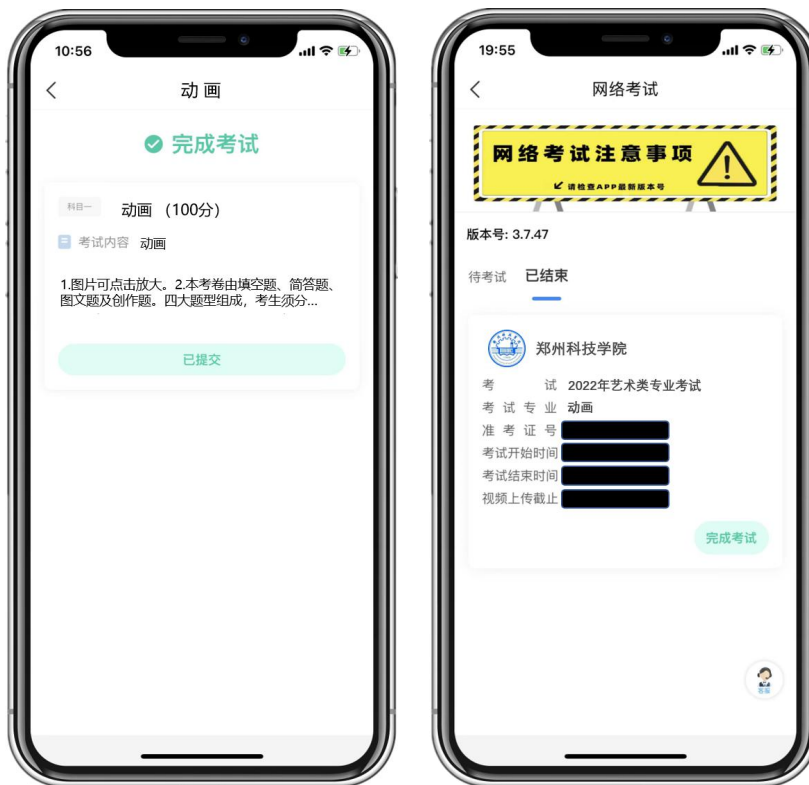 10:56
动 画
完成考试
科目一
动画 (100分)
考试内容 动画
1.图片可点击放大。2.本考卷由填空题、简答题、
图文题及创作题。四大题型组成，考生须分...
已提交
19:55
网络考试
网络考试注意事项
请检查APP最新版本号
版本号: 3.7.47
待考试 已结束
郑州科技学院
考试 2022年艺术类专业考试
考试专业 动画
准考证号
考试开始时间
考试结束时间
视频上传截止
完成考试
客服